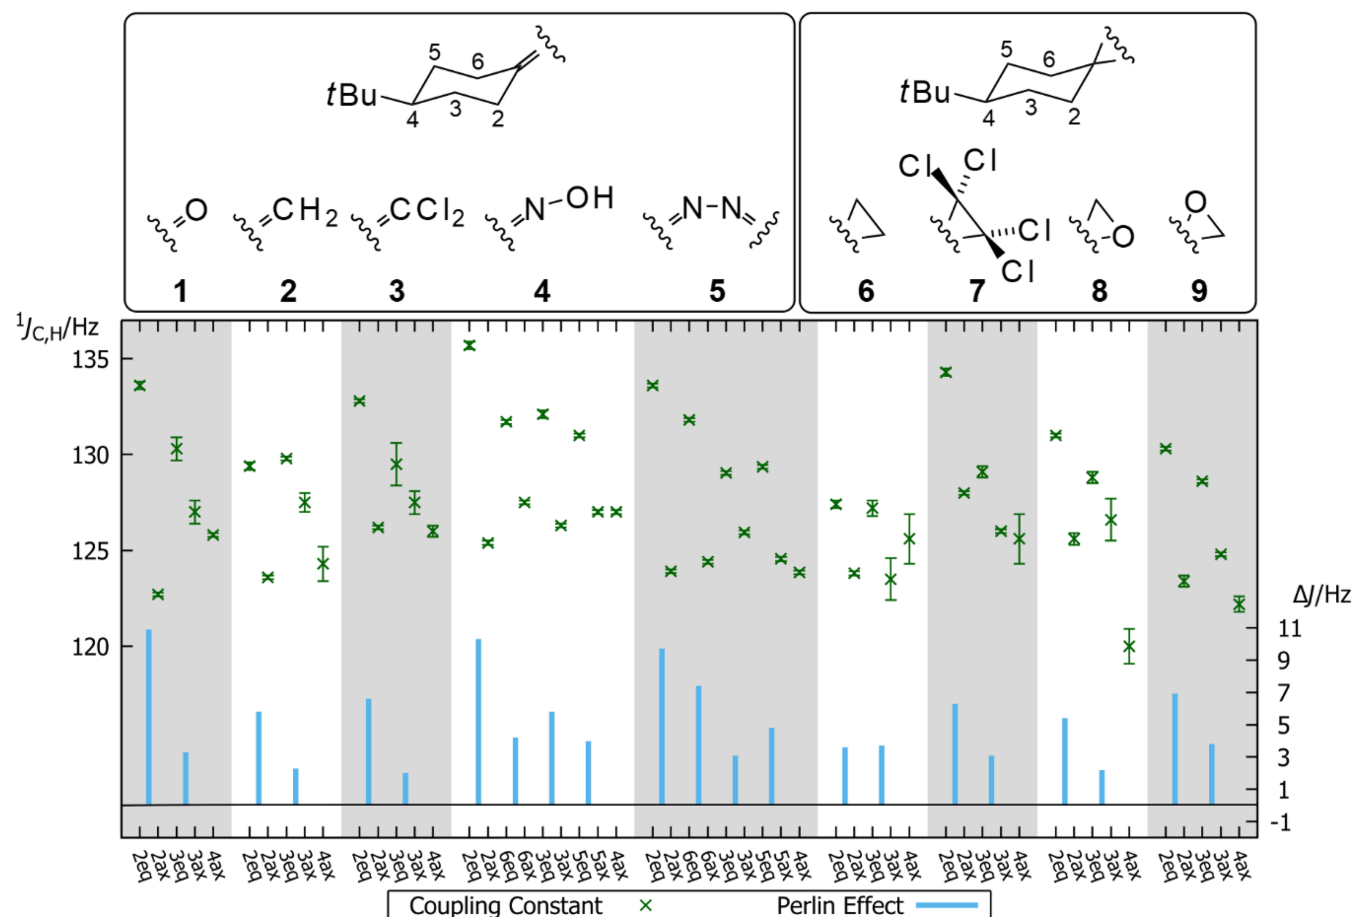 5 6 tBu 4 3 2
5 6 tBu 4 3 2
Cl Cl
O CH2 CCl2 N-OH N-N Cl O O
Cl
1 2 3 4 5 6 7 8 9
1JC,H/Hz
135
130
125
120
ΔJ/Hz
11
9
7
5
3
1
-1
2eq 2ax 3eq 3ax 4ax 2eq 2ax 3eq 3ax 4ax 2eq 2ax 3eq 3ax 4ax 2eq 2ax 6eq 6ax 3eq 3ax 5eq 5ax 4ax 2eq 2ax 6eq 6ax 3eq 3ax 5eq 5ax 4ax 2eq 2ax 3eq 3ax 4ax 2eq 2ax 3eq 3ax 4ax 2eq 2ax 3eq 3ax 4ax 2eq 2ax 3eq 3ax 4ax
Coupling Constant Perlin Effect